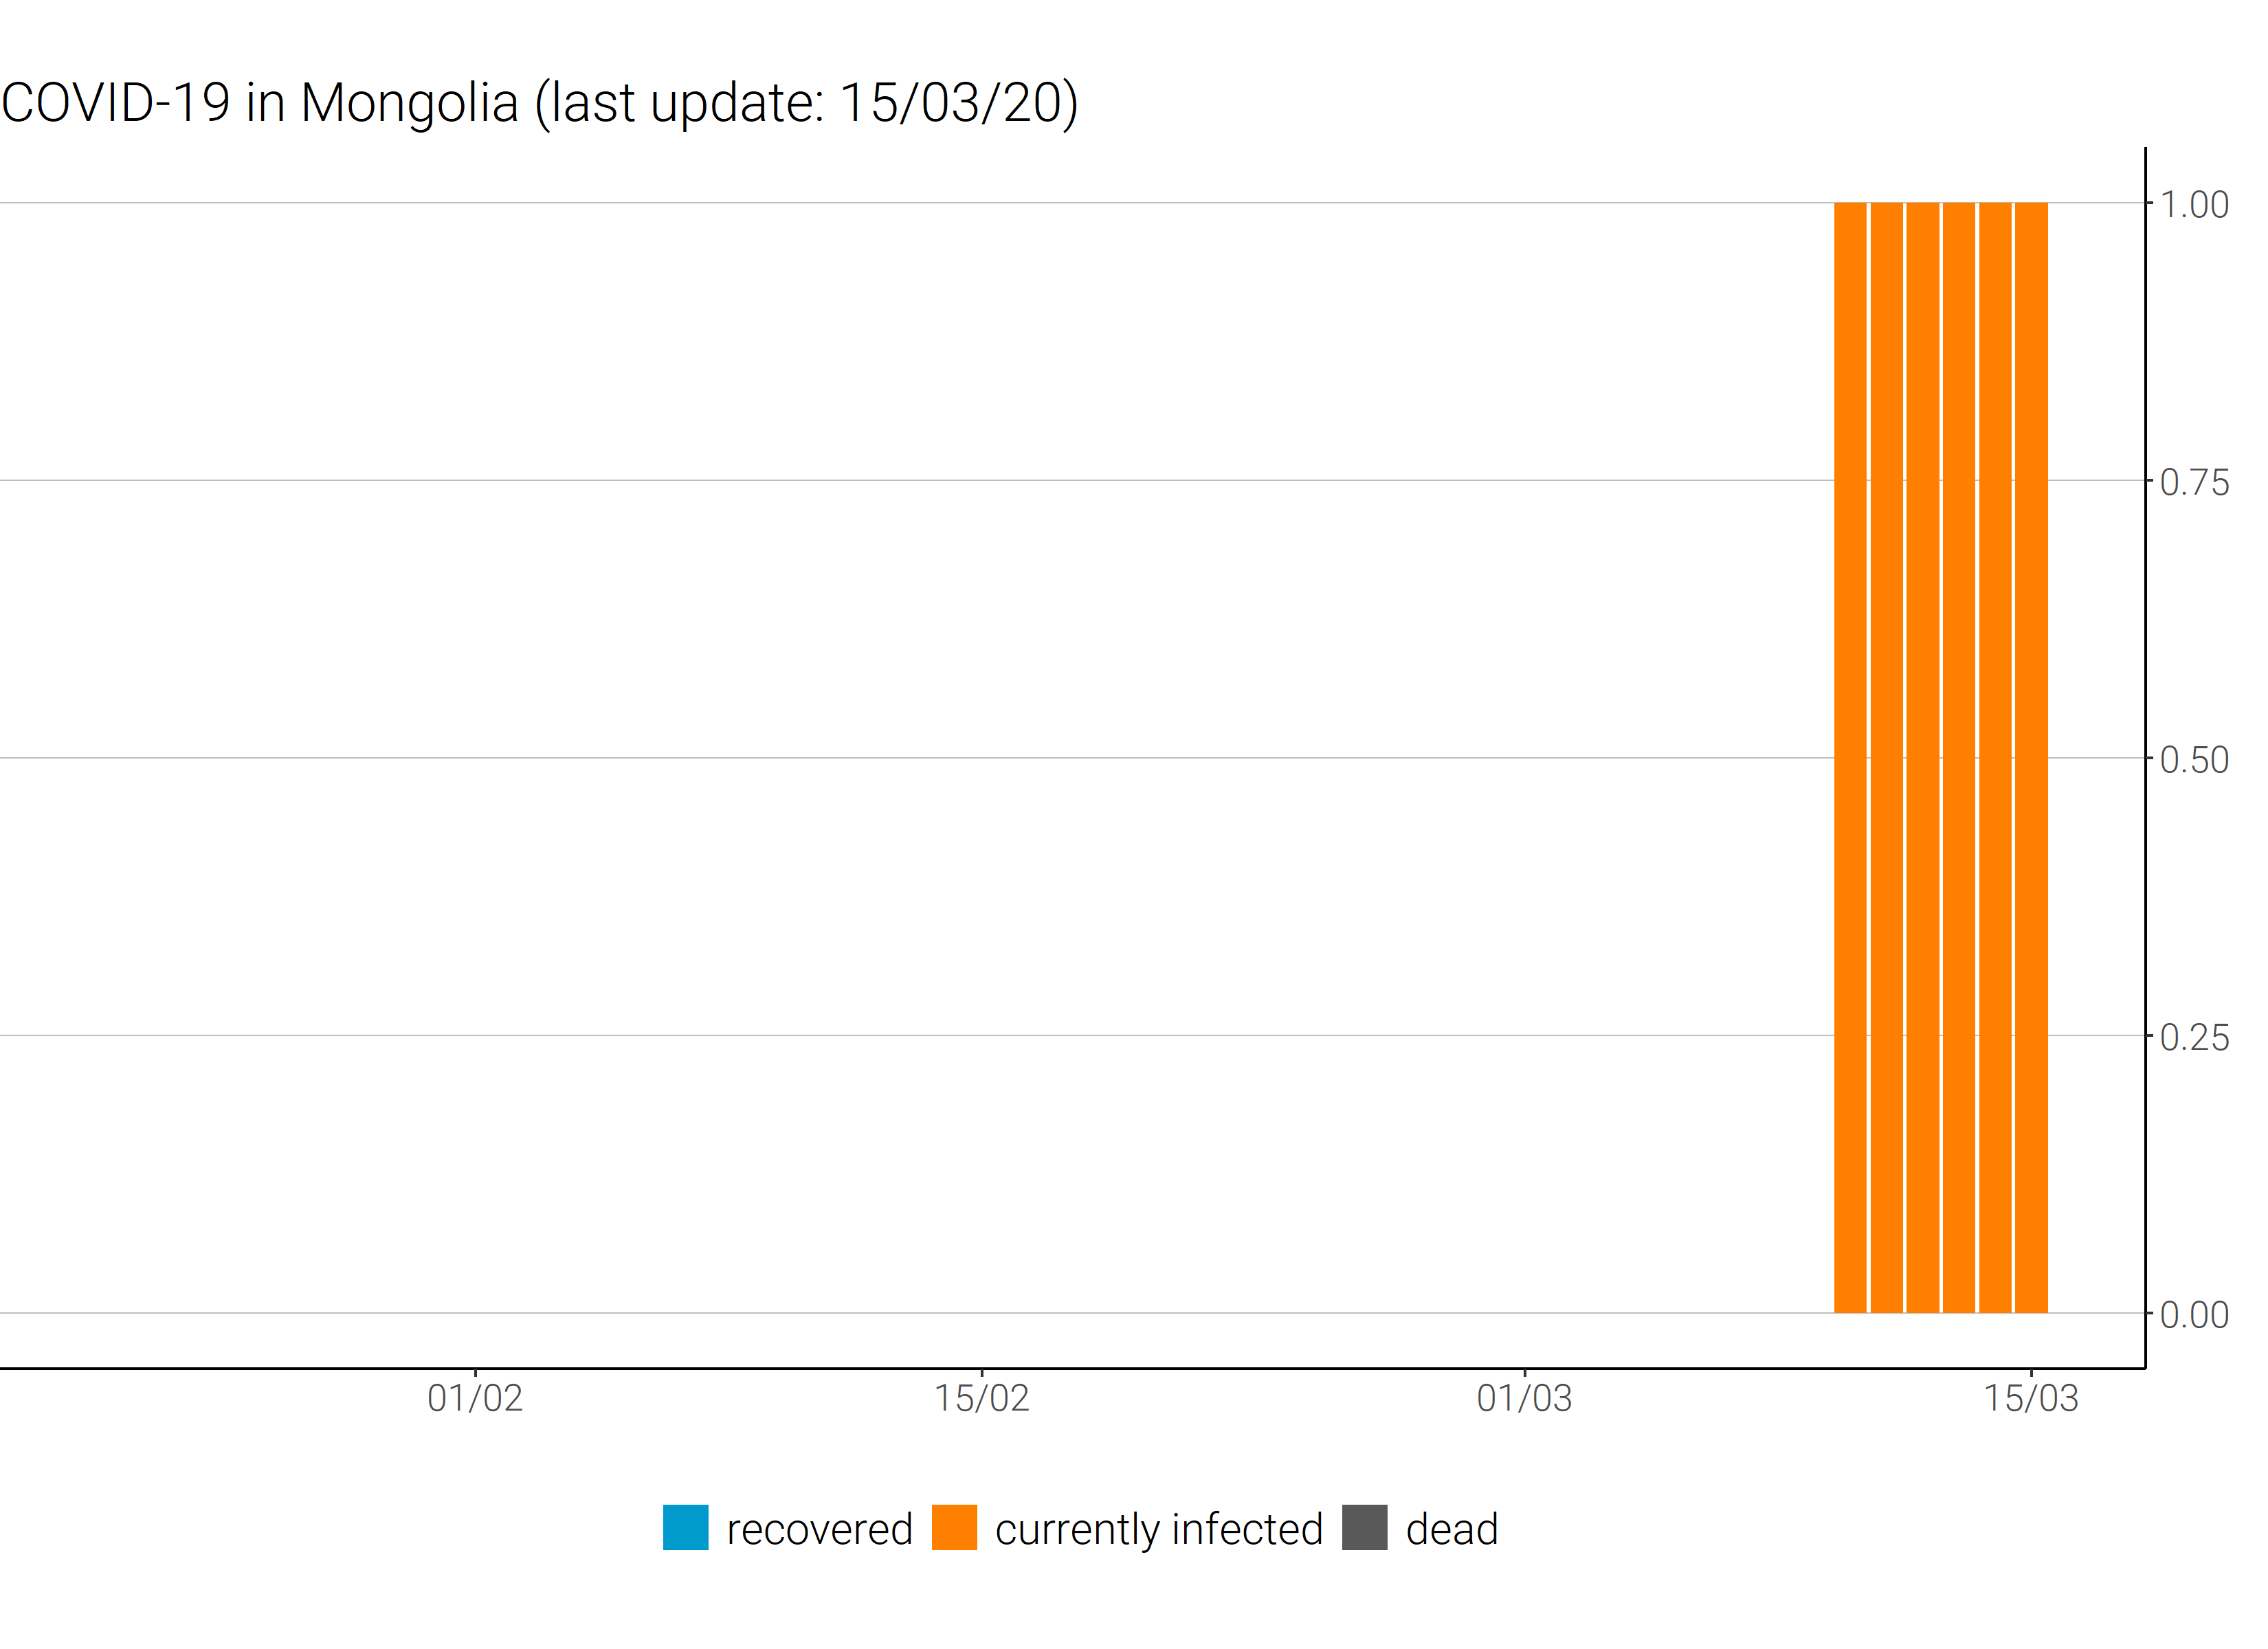 COVID-19 in Mongolia (last update: 15/03/20)
1.00
0.75
0.50
0.25
0.00
01/02 15/02 01/03 15/03
recovered currently infected dead